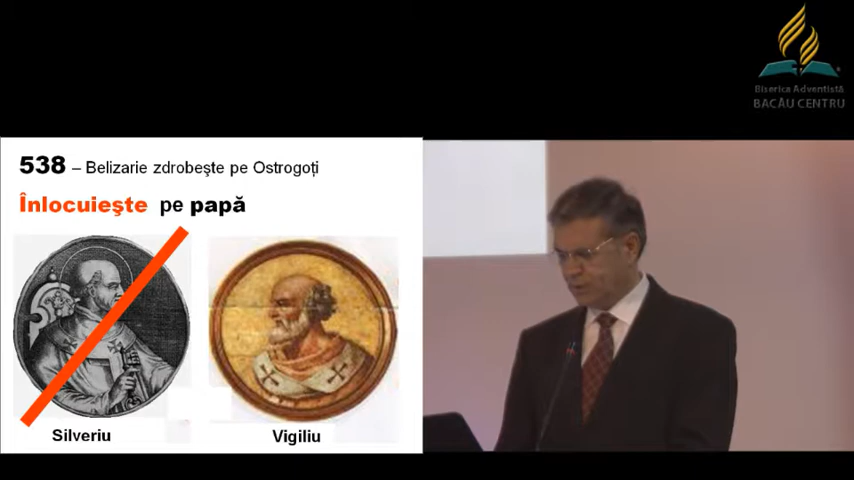 Biserica Adventistă
BACĂU CENTRU
538 – Belizarie zdrobeşte pe Ostrogoţi
Înlocuieşte pe papă
Silveriu
Vigiliu